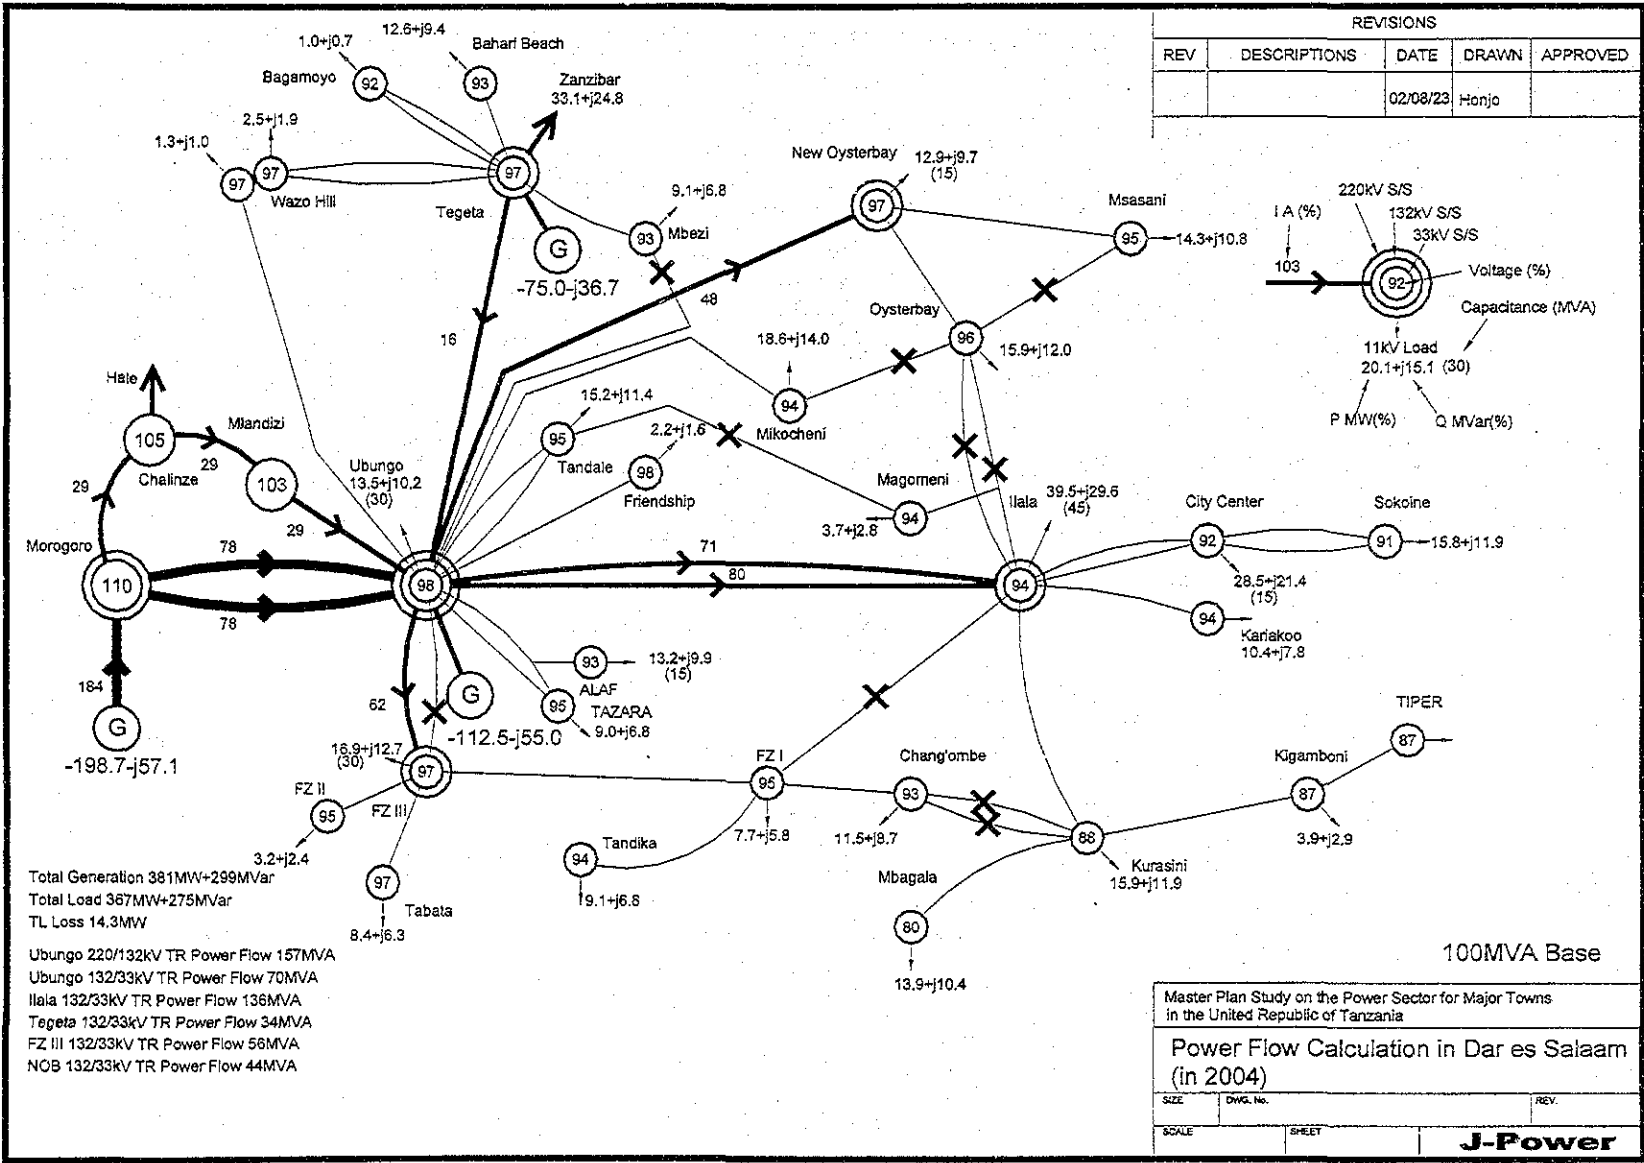 REVISIONS
REV DESCRIPTIONS DATE DRAWN APPROVED
02/08/23 Honjo
12.6+j9.4
1.0+j0.7
Bahari Beach
Bagamoyo
92
93
Zanzibar
33.1+j24.8
2.5+j1.9
1.3+j1.0
97
97
Wazo Hill
97
Tegeta
9.1+j6.8
93
Mbezi
G
-75.0-j36.7
New Oysterbay
12.9+j9.7
(15)
97
Msasani
95
14.3+j10.8
48
16
Oysterbay
96
15.9+j12.0
18.6+j14.0
94
Mikocheni
220kV S/S
I A (%)
132kV S/S
33kV S/S
103
92
Voltage (%)
Capacitance (MVA)
11kV Load
20.1+j15.1 (30)
P MW(%)
Q MVar(%)
Hale
105
Chalinze
Mlandizi
29
29
103
29
Ubungo
13.5+j10.2
(30)
15.2+j11.4
95
Tandale
2.2+j1.6
98
Friendship
Magomeni
94
3.7+j2.8
Ilala
39.5+j29.6
(45)
City Center
92
28.5+j21.4
(15)
Sokoine
91
15.8+j11.9
Morogoro
110
78
78
98
71
80
94
94
Kariakoo
10.4+j7.8
184
G
-198.7-j57.1
62
G
-112.5-j55.0
93
ALAF
13.2+j9.9
(15)
95
TAZARA
9.0+j6.8
16.9+j12.7
(30)
97
FZ III
FZ II
95
3.2+j2.4
97
Tabata
8.4+j6.3
FZ I
95
7.7+j5.8
Tandika
94
9.1+j6.8
Chang'ombe
93
11.5+j8.7
88
Kurasini
15.9+j11.9
Mbagala
80
13.9+j10.4
Kigamboni
87
3.9+j2.9
TIPER
87
Total Generation 381MW+299MVar
Total Load 367MW+275MVar
TL Loss 14.3MW
Ubungo 220/132kV TR Power Flow 157MVA
Ubungo 132/33kV TR Power Flow 70MVA
Ilala 132/33kV TR Power Flow 136MVA
Tegeta 132/33kV TR Power Flow 34MVA
FZ III 132/33kV TR Power Flow 56MVA
NOB 132/33kV TR Power Flow 44MVA
100MVA Base
Master Plan Study on the Power Sector for Major Towns
in the United Republic of Tanzania
Power Flow Calculation in Dar es Salaam
(in 2004)
SIZE DWG. No. REV.
SCALE SHEET J-Power